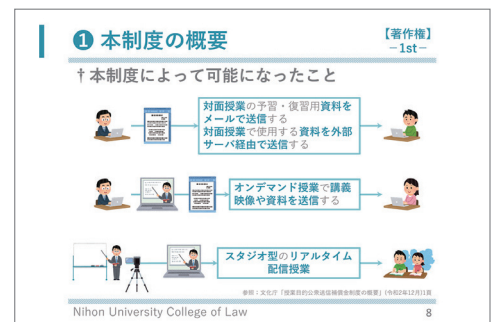 ❶ 本制度の概要
【著作権】
−1st−
†本制度によって可能になったこと
対面授業の予習・復習用資料を
メールで送信する
対面授業で使用する資料を外部
サーバ経由で送信する
オンデマンド授業で講義
映像や資料を送信する
スタジオ型のリアルタイム
配信授業
参照：文化庁「授業目的公衆送信補償金制度の概要」(令和2年12月)1頁
Nihon University College of Law
8